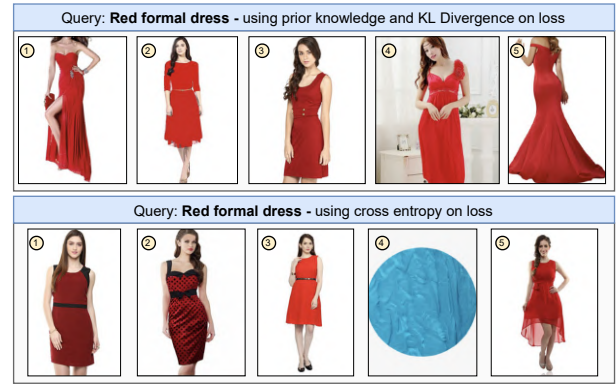 Query: Red formal dress - using prior knowledge and KL Divergence on loss
1 2 3 4 5
Query: Red formal dress - using cross entropy on loss
1 2 3 4 5